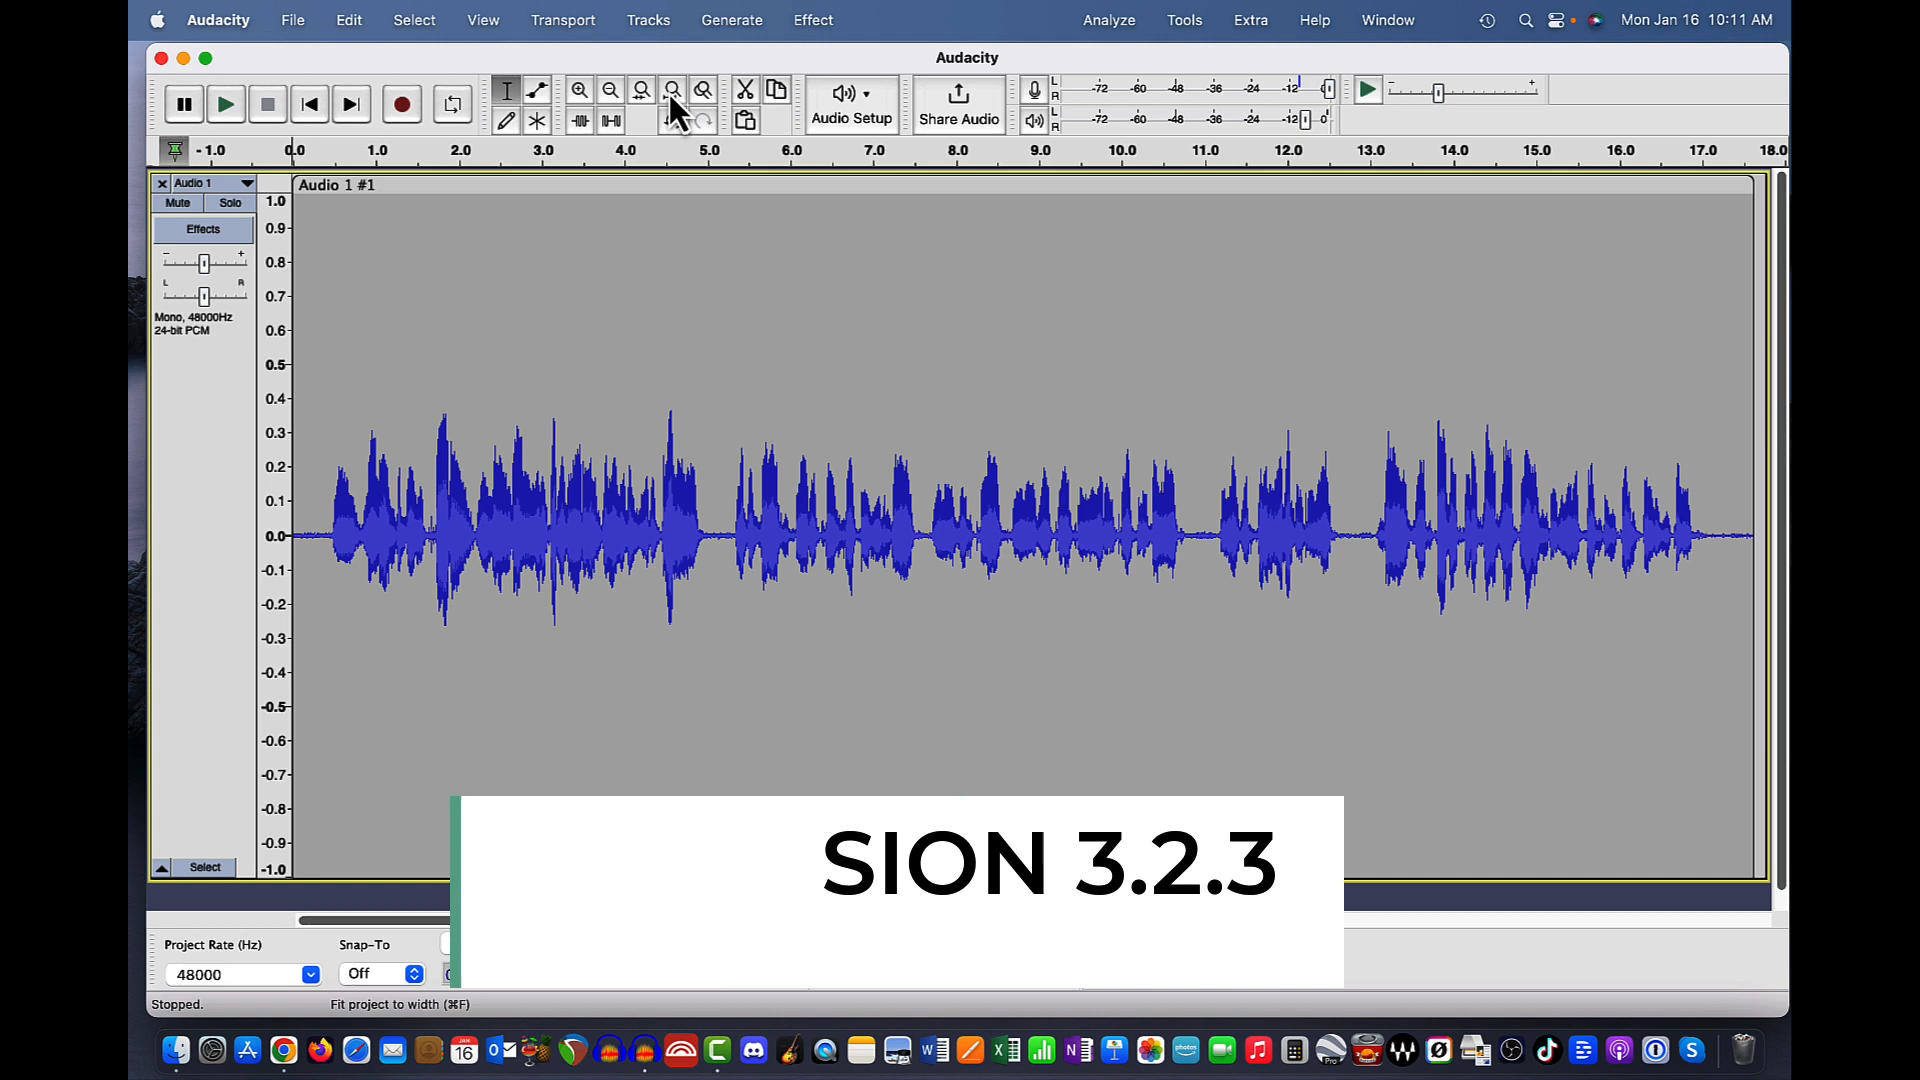 Audacity File Edit Select View Transport Tracks Generate Effect Analyze Tools Extra Help Window Mon Jan 16 10:11 AM
Audacity
Audio Setup
Share Audio
L
R
-72 -60 -48 -36 -24 -12 0
L
R
-72 -60 -48 -36 -24 -12 0
- +
-1.0 0.0 1.0 2.0 3.0 4.0 5.0 6.0 7.0 8.0 9.0 10.0 11.0 12.0 13.0 14.0 15.0 16.0 17.0 18.0
Audio 1
Audio 1 #1
Mute Solo
Effects
- +
L R
Mono, 48000Hz
24-bit PCM
1.0
0.9
0.8
0.7
0.6
0.5
0.4
0.3
0.2
0.1
0.0
-0.1
-0.2
-0.3
-0.4
-0.5
-0.6
-0.7
-0.8
-0.9
-1.0
Select
SION 3.2.3
Project Rate (Hz) Snap-To
48000 Off
Stopped. Fit project to width (⌘F)
JAN
16
Pro
photos